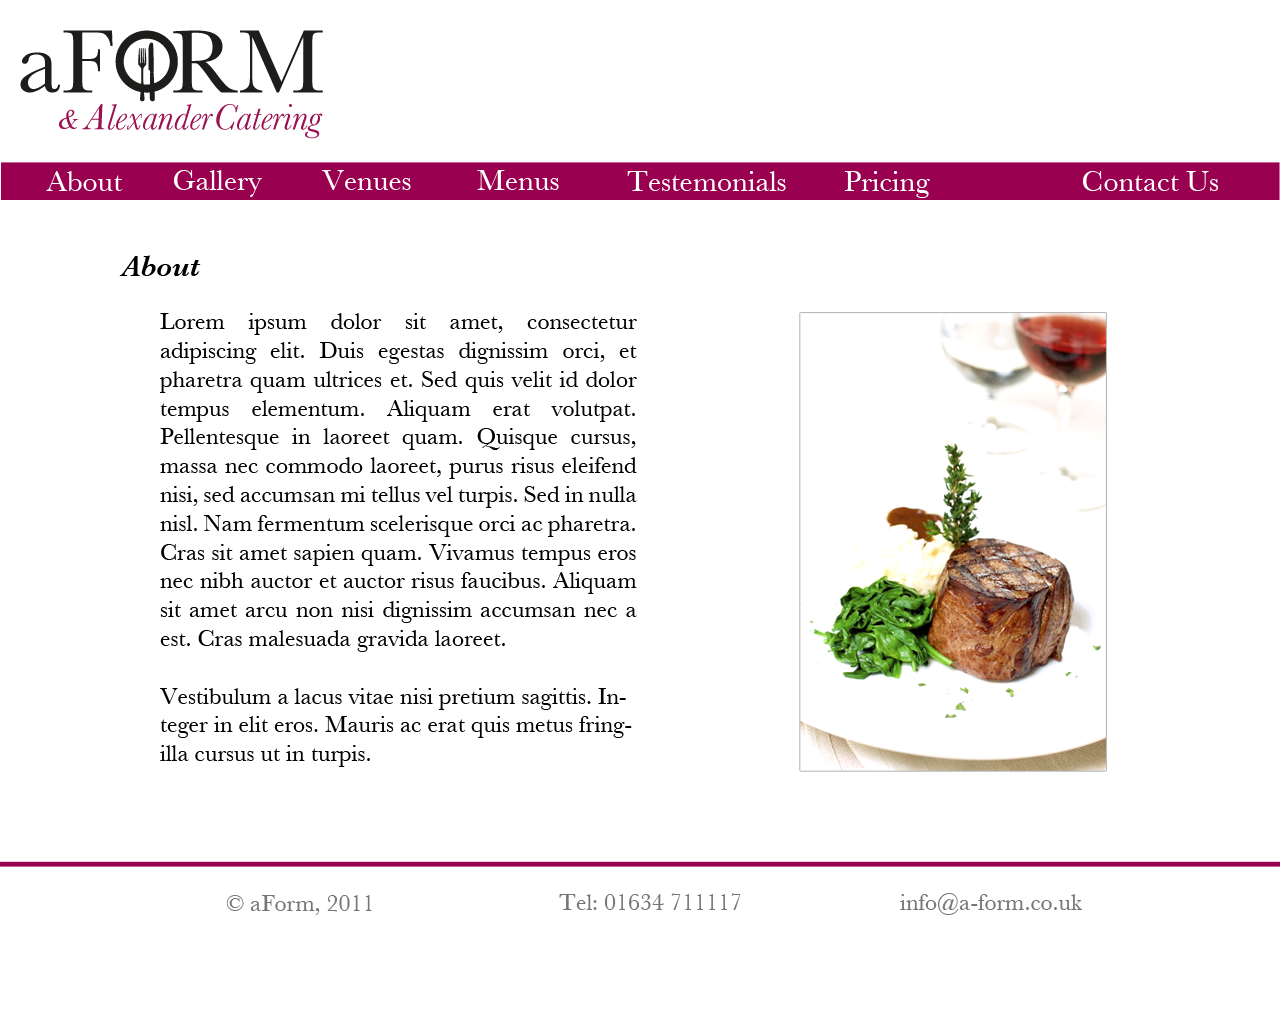 aFORM
& Alexander Catering
About Gallery Venues Menus Testemonials Pricing Contact Us
About
Lorem ipsum dolor sit amet, consectetur
adipiscing elit. Duis egestas dignissim orci, et
pharetra quam ultrices et. Sed quis velit id dolor
tempus elementum. Aliquam erat volutpat.
Pellentesque in laoreet quam. Quisque cursus,
massa nec commodo laoreet, purus risus eleifend
nisi, sed accumsan mi tellus vel turpis. Sed in nulla
nisl. Nam fermentum scelerisque orci ac pharetra.
Cras sit amet sapien quam. Vivamus tempus eros
nec nibh auctor et auctor risus faucibus. Aliquam
sit amet arcu non nisi dignissim accumsan nec a
est. Cras malesuada gravida laoreet.
Vestibulum a lacus vitae nisi pretium sagittis. In-
teger in elit eros. Mauris ac erat quis metus fring-
illa cursus ut in turpis.
© aForm, 2011 Tel: 01634 711117 info@a-form.co.uk